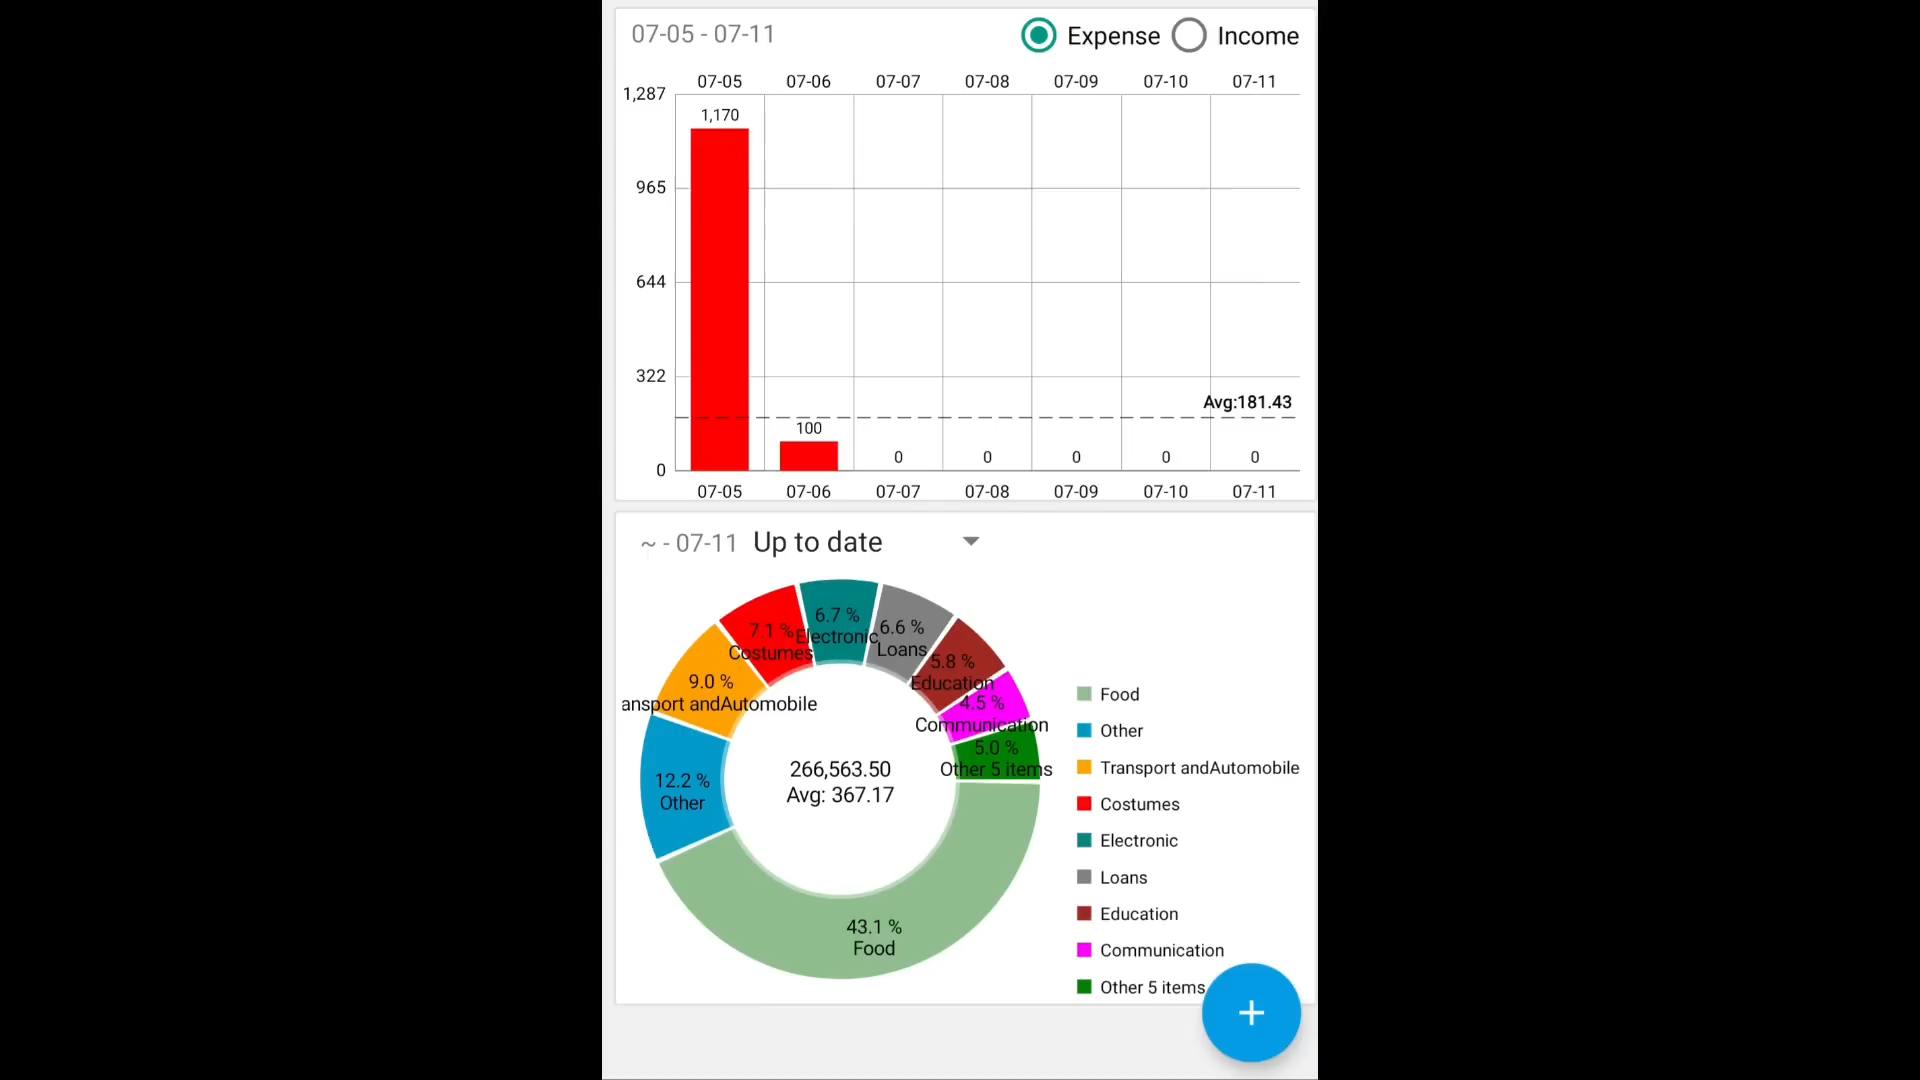 07-05 - 07-11
Expense
Income
07-05 07-06 07-07 07-08 07-09 07-10 07-11
1,287
1,170
965
644
322
Avg:181.43
100
0 0 0 0 0
0
07-05 07-06 07-07 07-08 07-09 07-10 07-11
~ - 07-11 Up to date
6.7 %
Electronic
7.1 %
Costumes
6.6 %
Loans
5.8 %
Education
9.0 %
ansport andAutomobile
4.5 %
Communication
5.0 %
Other 5 items
12.2 %
Other
266,563.50
Avg: 367.17
43.1 %
Food
Food
Other
Transport andAutomobile
Costumes
Electronic
Loans
Education
Communication
Other 5 items
+